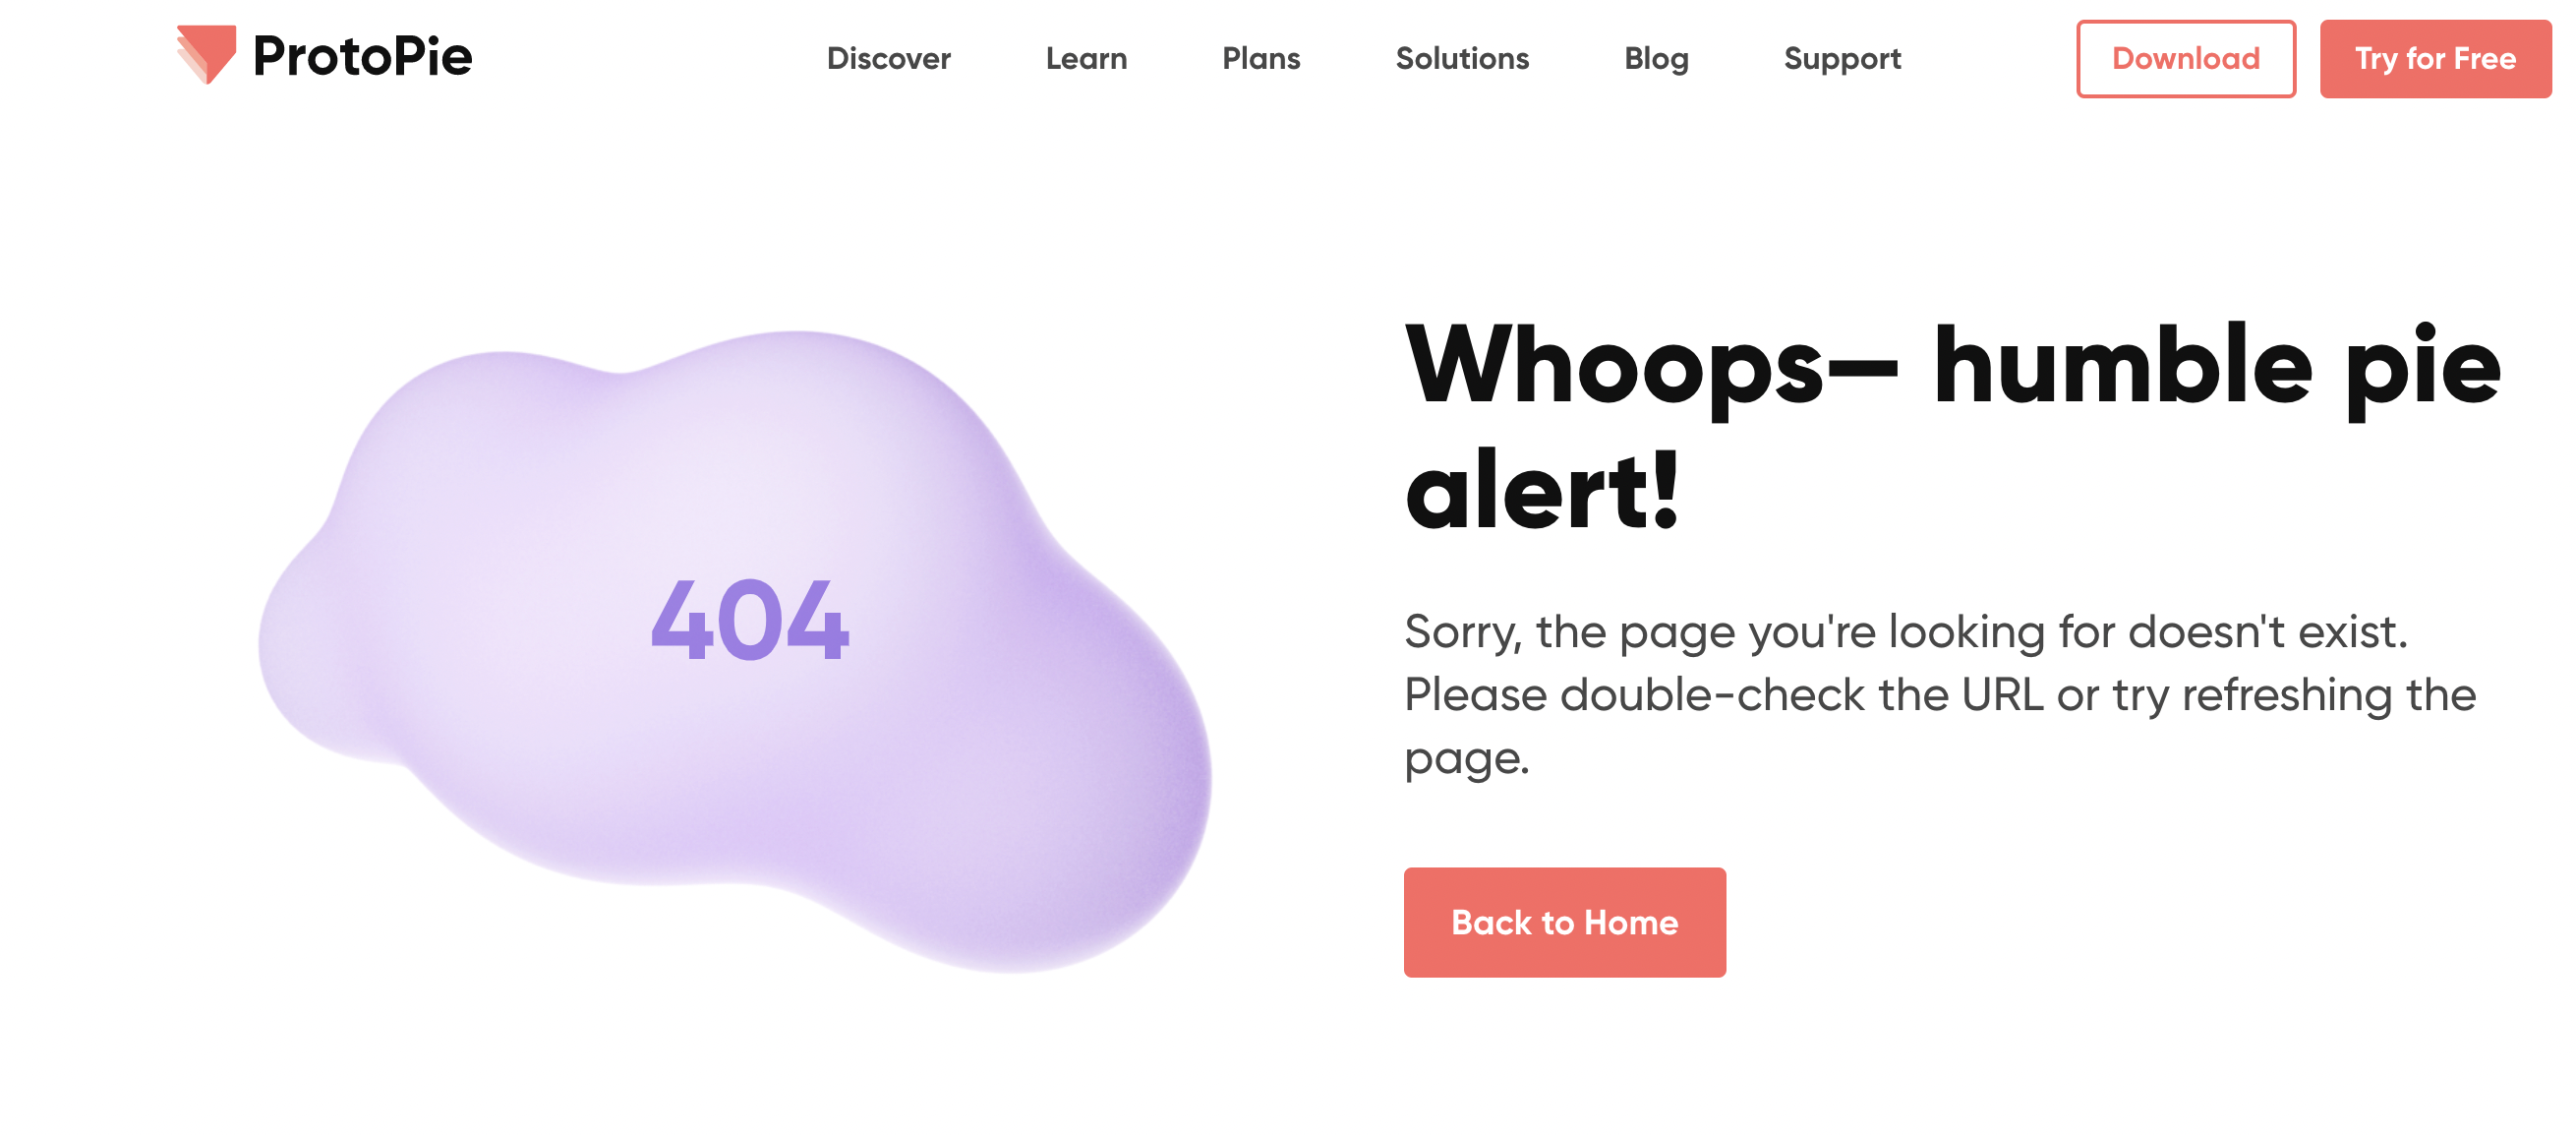 ProtoPie
Discover
Learn
Plans
Solutions
Blog
Support
Download
Try for Free
404
Whoops— humble pie
alert!
Sorry, the page you're looking for doesn't exist.
Please double-check the URL or try refreshing the
page.
Back to Home